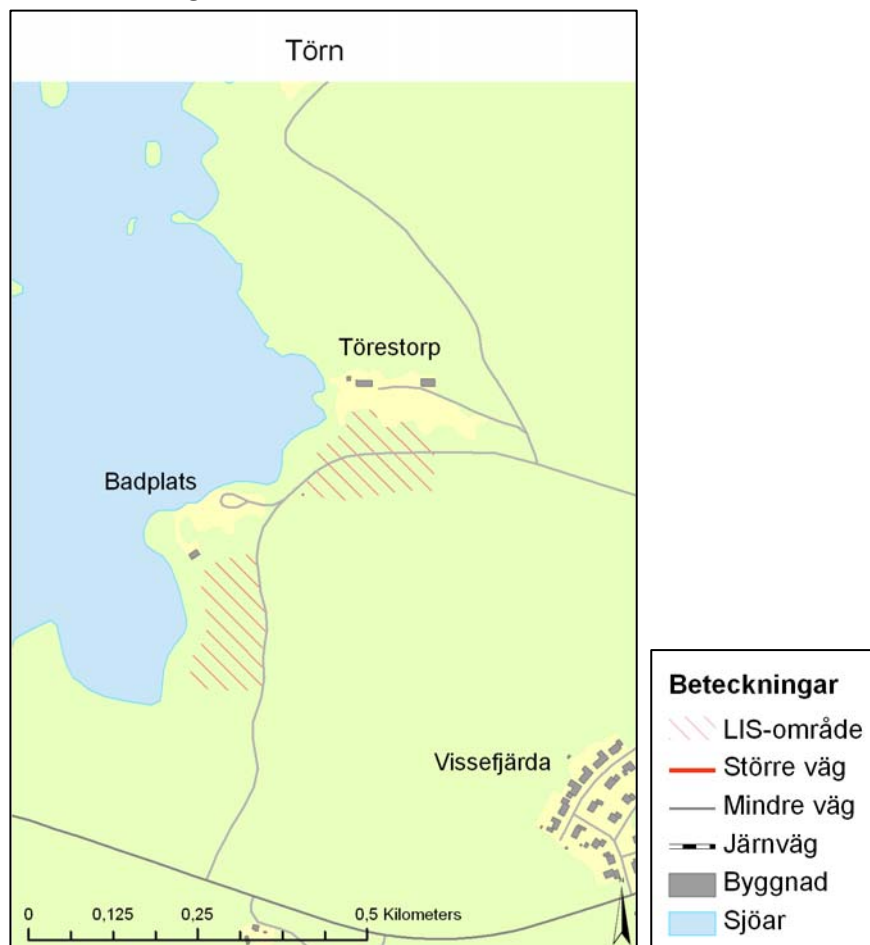 Törn
Törestorp
Badplats
Vissefjärda
0 0,125 0,25 0,5 Kilometers
Beteckningar
LIS-område
Större väg
Mindre väg
Järnväg
Byggnad
Sjöar